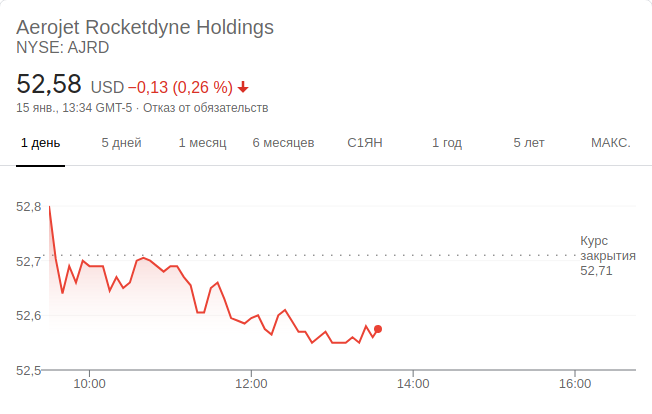 Aerojet Rocketdyne Holdings
NYSE: AJRD
52,58 USD −0,13 (0,26 %)
15 янв., 13:34 GMT-5 · Отказ от обязательств
1 день 5 дней 1 месяц 6 месяцев С1ЯН 1 год 5 лет МАКС.
52,8
Курс
закрытия
52,71
52,7
52,6
52,5
10:00 12:00 14:00 16:00